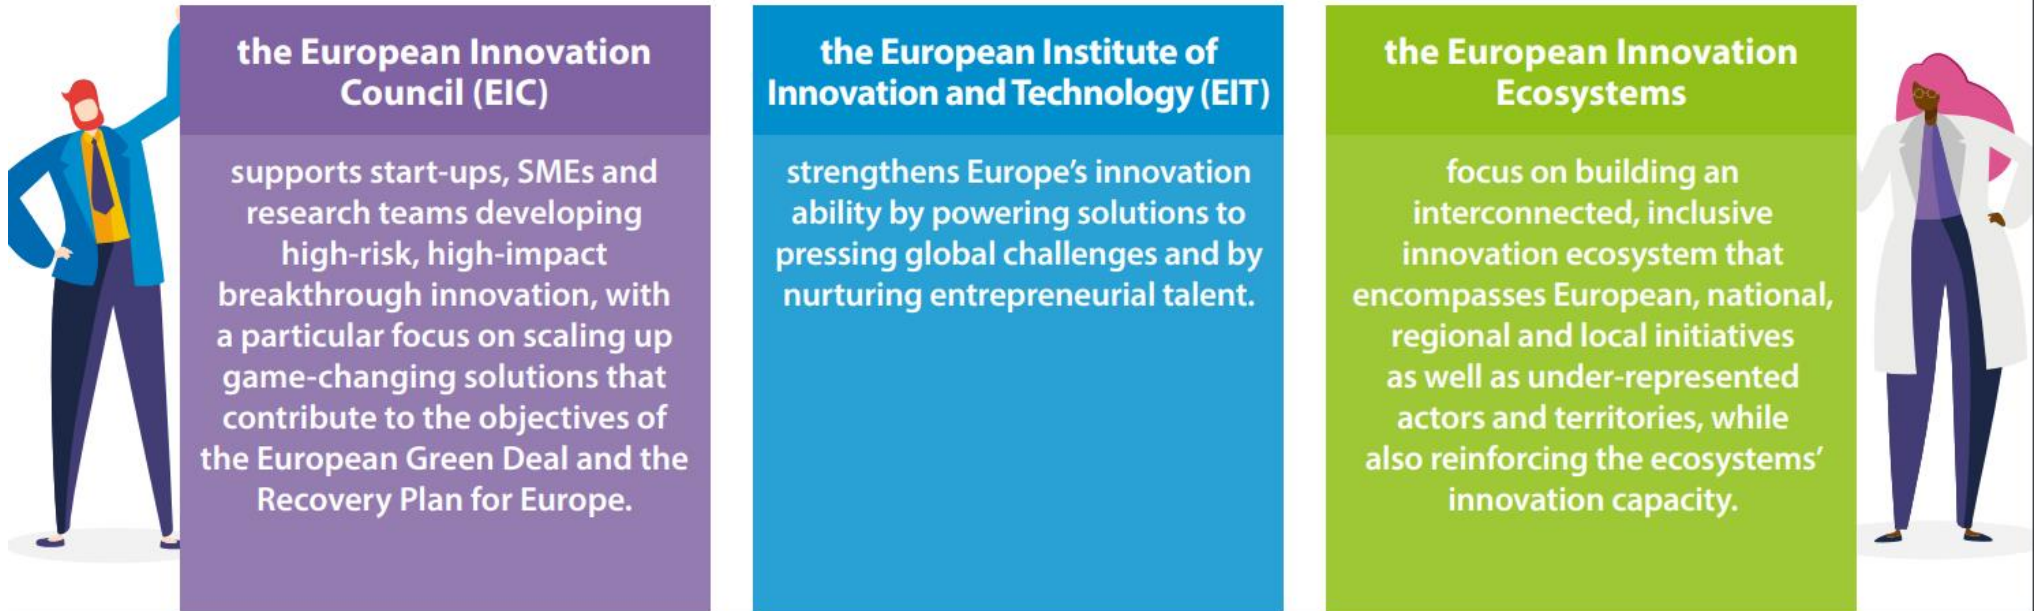 the European Innovation
Council (EIC)
supports start-ups, SMEs and
research teams developing
high-risk, high-impact
breakthrough innovation, with
a particular focus on scaling up
game-changing solutions that
contribute to the objectives of
the European Green Deal and the
Recovery Plan for Europe.
the European Institute of
Innovation and Technology (EIT)
strengthens Europe’s innovation
ability by powering solutions to
pressing global challenges and by
nurturing entrepreneurial talent.
the European Innovation
Ecosystems
focus on building an
interconnected, inclusive
innovation ecosystem that
encompasses European, national,
regional and local initiatives
as well as under-represented
actors and territories, while
also reinforcing the ecosystems’
innovation capacity.